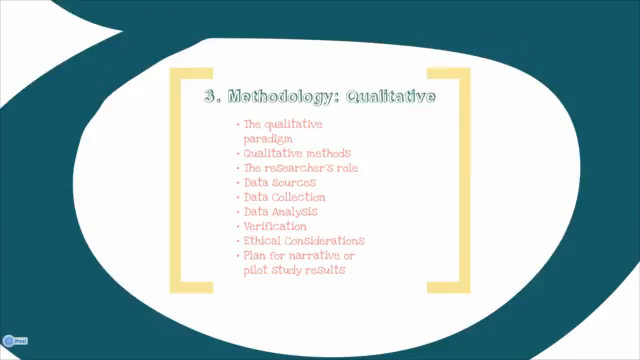 3. Methodology: Qualitative
• The qualitative
paradigm
• Qualitative methods
• The researcher's role
• Data sources
• Data Collection
• Data Analysis
• Verification
• Ethical Considerations
• Plan for narrative or
pilot study results
Prezi